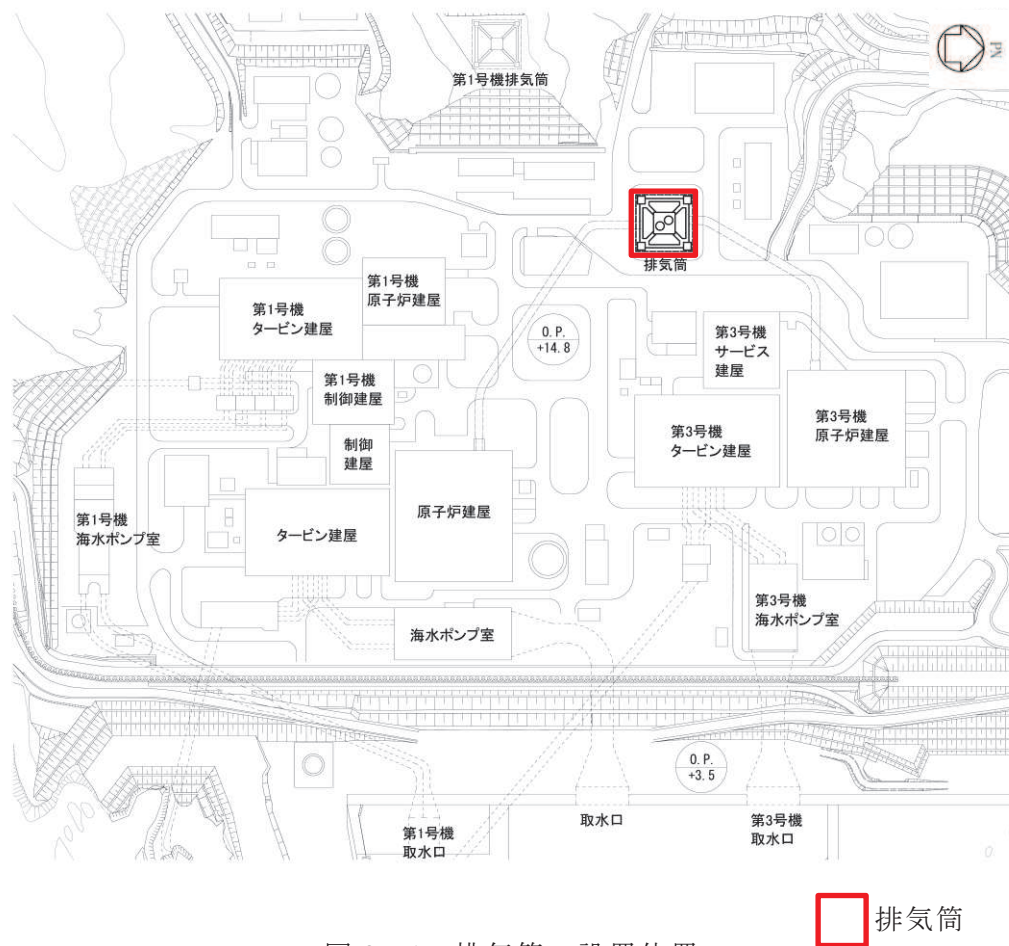 PN
第1号機排気筒
排気筒
第1号機
原子炉建屋
第1号機
タービン建屋
O.P.
+14.8
第3号機
サービス
建屋
第1号機
制御建屋
第3号機
原子炉建屋
第3号機
タービン建屋
制御
建屋
原子炉建屋
第1号機
海水ポンプ室
タービン建屋
第3号機
海水ポンプ室
海水ポンプ室
O.P.
+3.5
取水口
第3号機
取水口
第1号機
取水口
排気筒